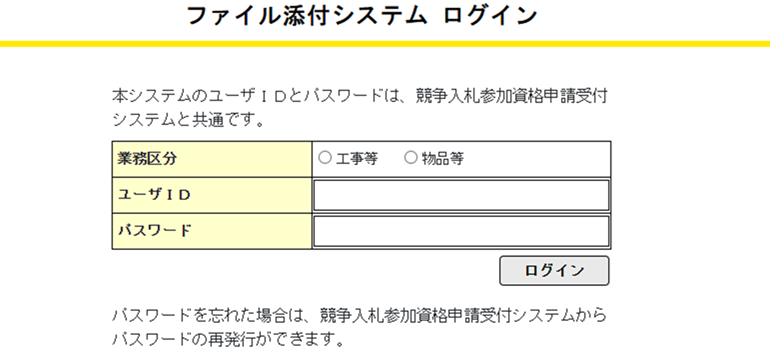 ファイル添付システム ログイン
本システムのユーザＩＤとパスワードは、競争入札参加資格申請受付
システムと共通です。
業務区分 工事等 物品等
ユーザＩＤ
パスワード
ログイン
パスワードを忘れた場合は、競争入札参加資格申請受付システムから
パスワードの再発行ができます。